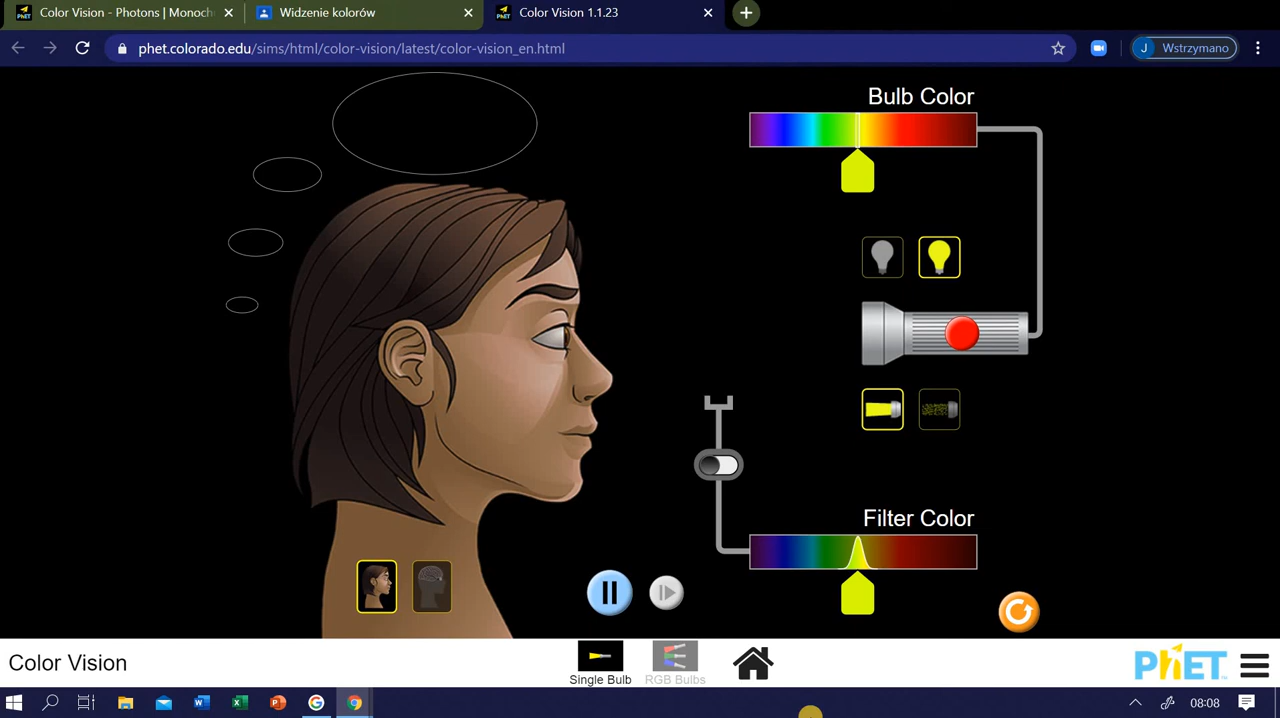 Color Vision - Photons | Monoch
Widzenie kolorów
Color Vision 1.1.23
phet.colorado.edu/sims/html/color-vision/latest/color-vision_en.html
J
Wstrzymano
Bulb Color
Filter Color
Color Vision
Single Bulb
RGB Bulbs
PhET
08:08